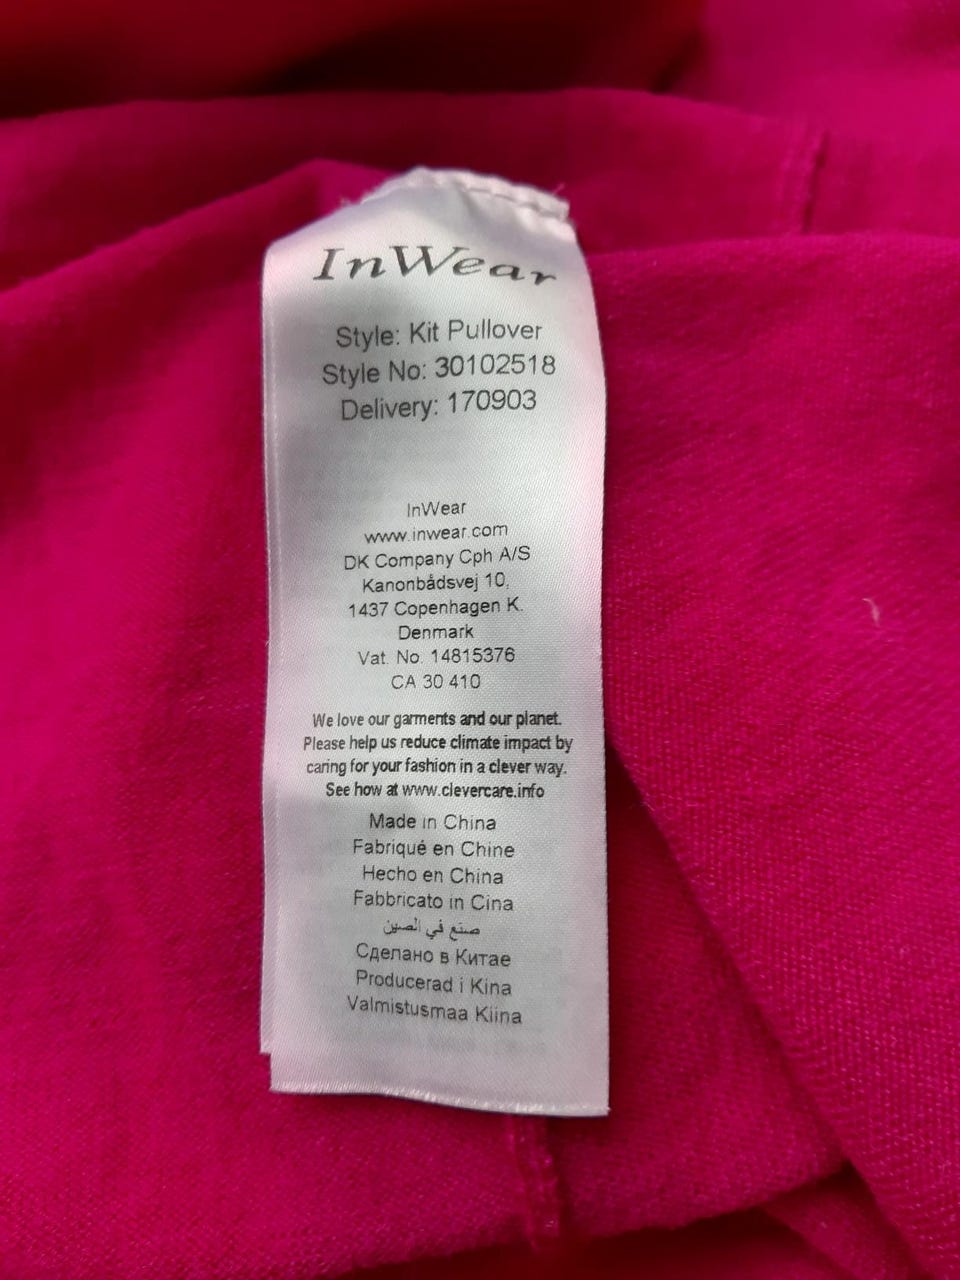 InWear
Style: Kit Pullover
Style No: 30102518
Delivery: 170903
InWear
www.inwear.com
DK Company Cph A/S
Kanonbådsvej 10,
1437 Copenhagen K.
Denmark
Vat. No. 14815376
CA 30 410
We love our garments and our planet.
Please help us reduce climate impact by
caring for your fashion in a clever way.
See how at www.clevercare.info
Made in China
Fabriqué en Chine
Hecho en China
Fabbricato in Cina
صنع في الصين
Сделано в Китае
Producerad i Kina
Valmistusmaa Kiina